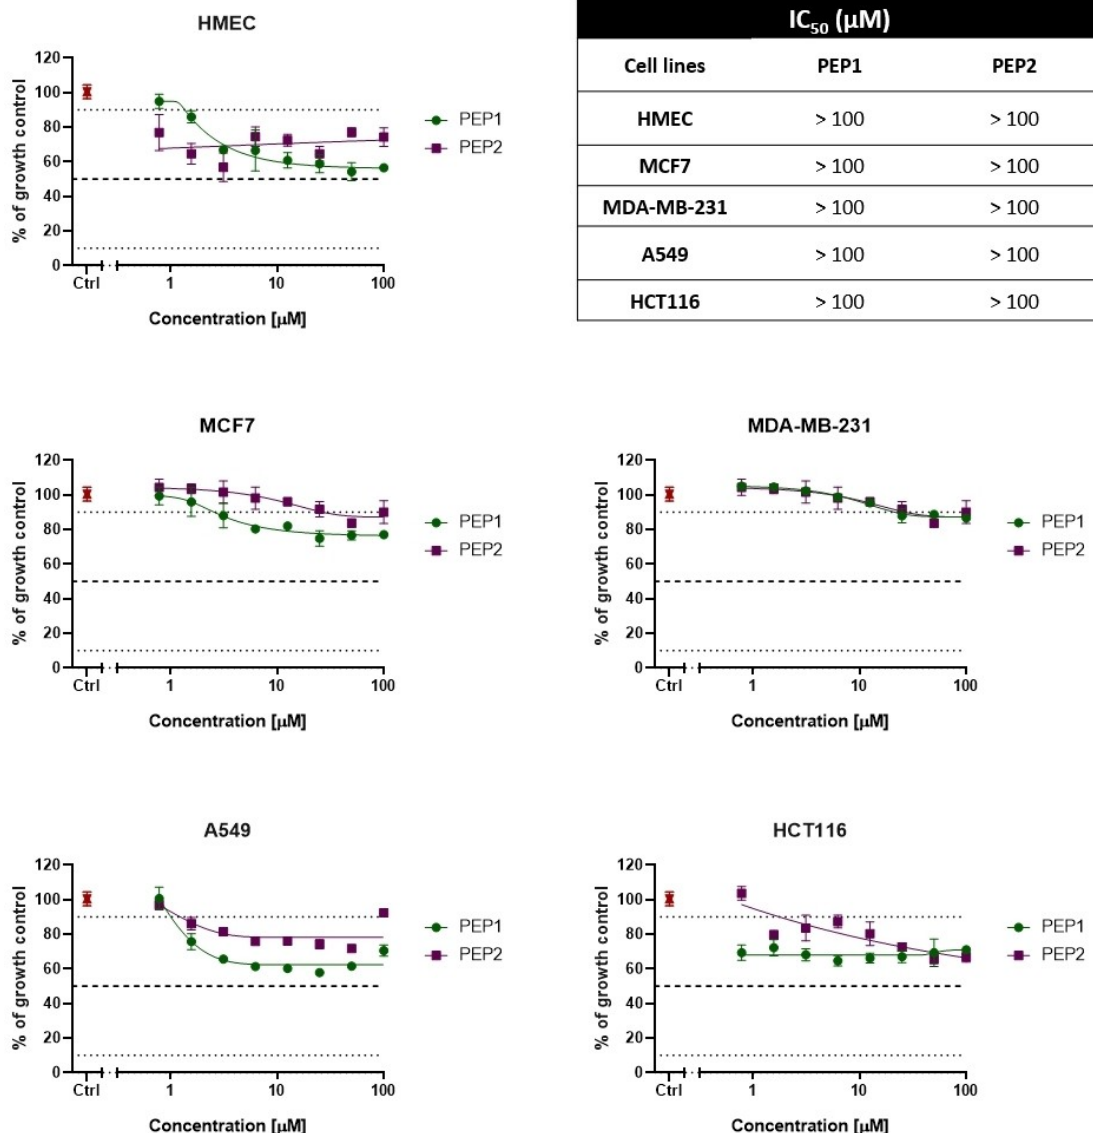 HMEC
120
100
80
60
40
20
0
% of growth control
Ctrl 1 10 100
Concentration [µM]
PEP1
PEP2
IC50 (µM)
Cell lines PEP1 PEP2
HMEC > 100 > 100
MCF7 > 100 > 100
MDA-MB-231 > 100 > 100
A549 > 100 > 100
HCT116 > 100 > 100
MCF7
120
100
80
60
40
20
0
% of growth control
Ctrl 1 10 100
Concentration [µM]
PEP1
PEP2
MDA-MB-231
120
100
80
60
40
20
0
% of growth control
Ctrl 1 10 100
Concentration [µM]
PEP1
PEP2
A549
120
100
80
60
40
20
0
% of growth control
Ctrl 1 10 100
Concentration [µM]
PEP1
PEP2
HCT116
120
100
80
60
40
20
0
% of growth control
Ctrl 1 10 100
Concentration [µM]
PEP1
PEP2